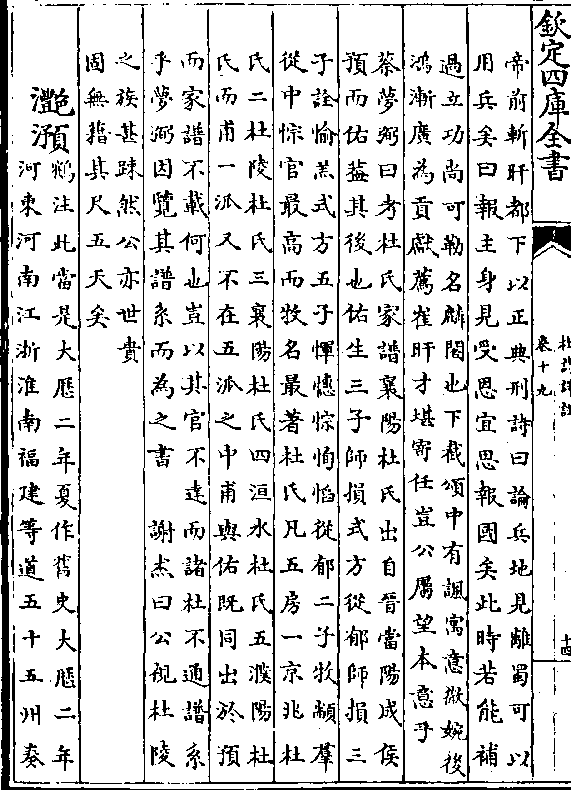 欽定四庫全書
杜詩詳註
卷十九
十四
帝前斬旰都下以正典刑詩曰論兵地見離蜀可以
用兵矣曰報主身見受恩宜思報國矣此時若能補
過立功尚可勒名麟閣也下截頌中有諷寓意微婉後
鴻漸廣為貢獻薦崔旰才堪寄任豈公屬望本意乎
蔡夢弼曰考杜氏家譜襄陽杜氏出自晉當陽成侯
預而佑葢其後也佑生三子師損式方從郁師損三
子詮愉羔式方五子惲憓悰恂慆從郁二子牧顗羣
從中悰官最高而牧名最著杜氏凡五房一京兆杜
氏二杜陵杜氏三襄陽杜氏四洹水杜氏五濮陽杜
氏而甫一派又不在五派之中甫與佑既同出於預
而家譜不載何也豈以其官不達而諸杜不通譜系
乎夢弼因覽其譜系而為之書 謝杰曰公視杜陵
之族甚踈然公亦世貴
固無藉其尺五天矣
灔澦
鶴注此當是大厯二年夏作舊史大厯二年
河東河南江浙淮南福建等道五十五州奏